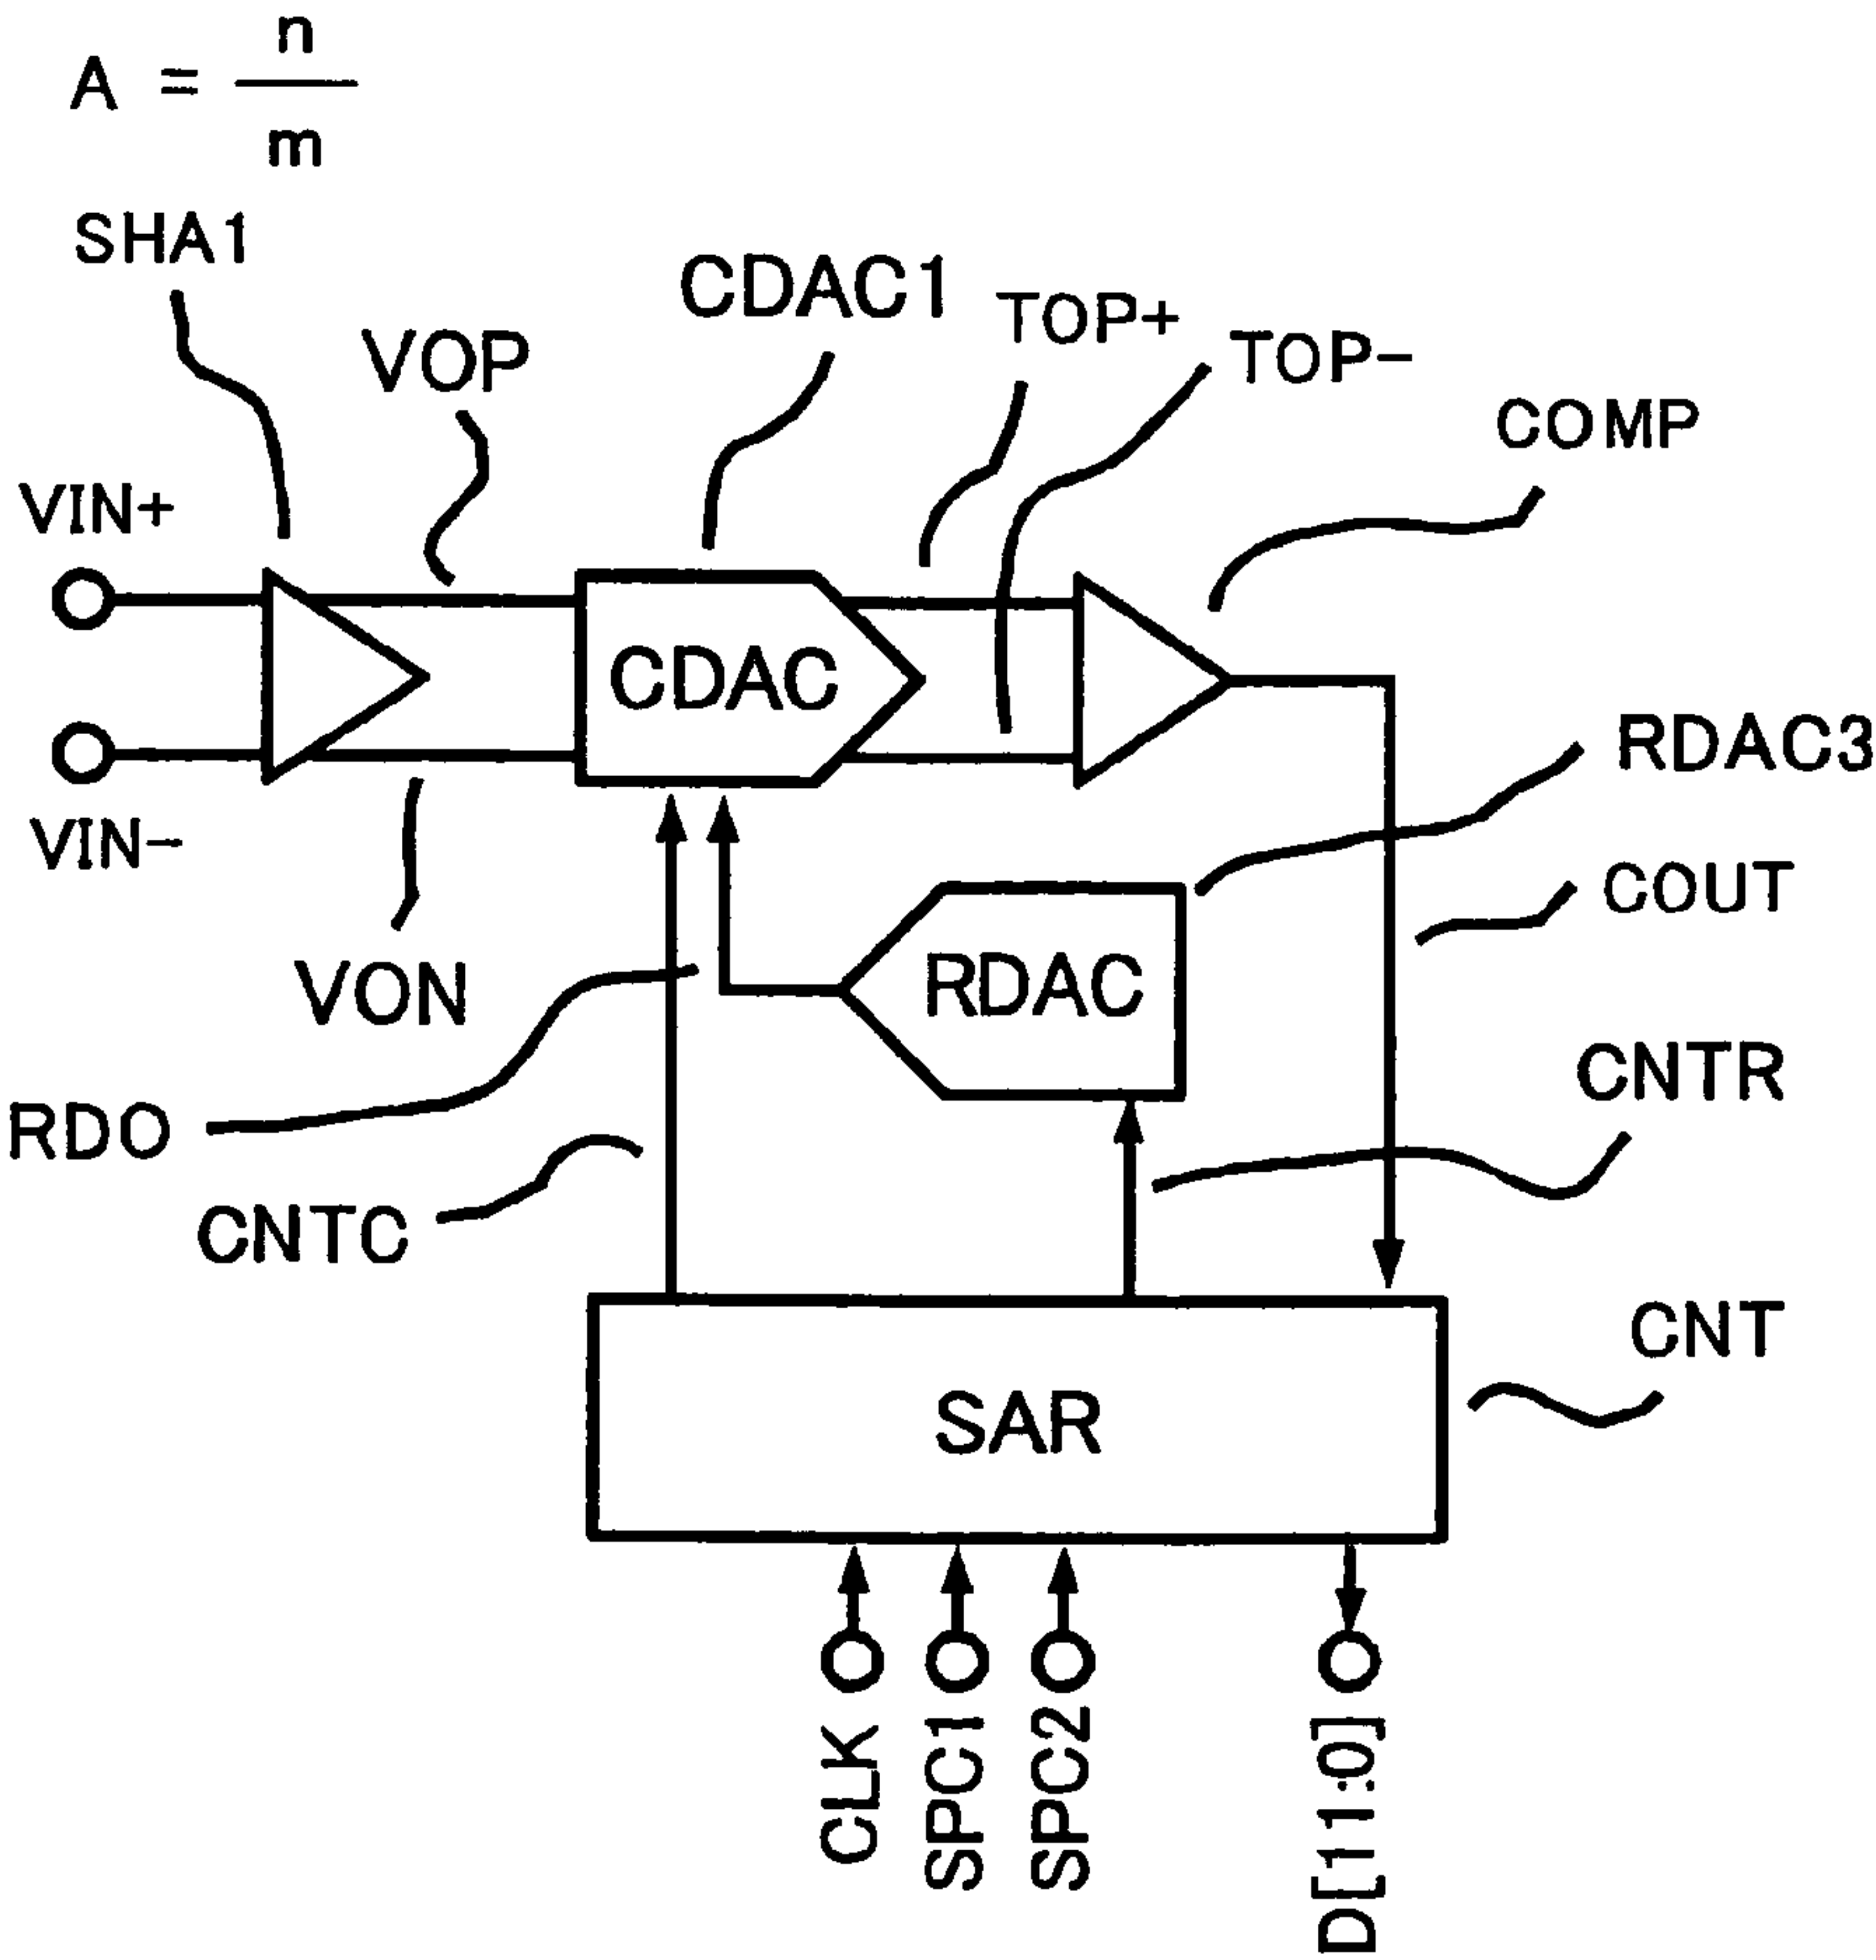 A = n
m
SHA1
CDAC1
TOP+
TOP-
VOP
COMP
VIN+
CDAC
RDAC3
VIN-
COUT
VON
RDAC
CNTR
RDO
CNTC
CNT
SAR
CLK
SPC1
SPC2
D[11:0]